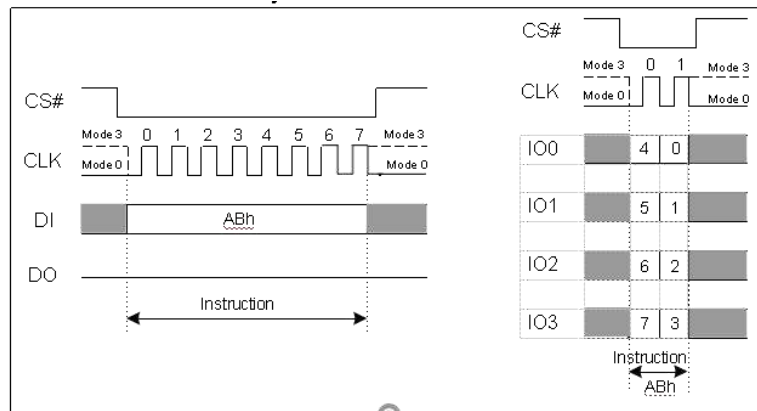 CS#
Mode 3 0 1 2 3 4 5 6 7 Mode 3
CLK Mode 0 Mode 0
DI ABh
DO
Instruction
CS#
Mode 3 0 1 Mode 3
CLK Mode 0 Mode 0
IO0 4 0
IO1 5 1
IO2 6 2
IO3 7 3
Instruction
ABh